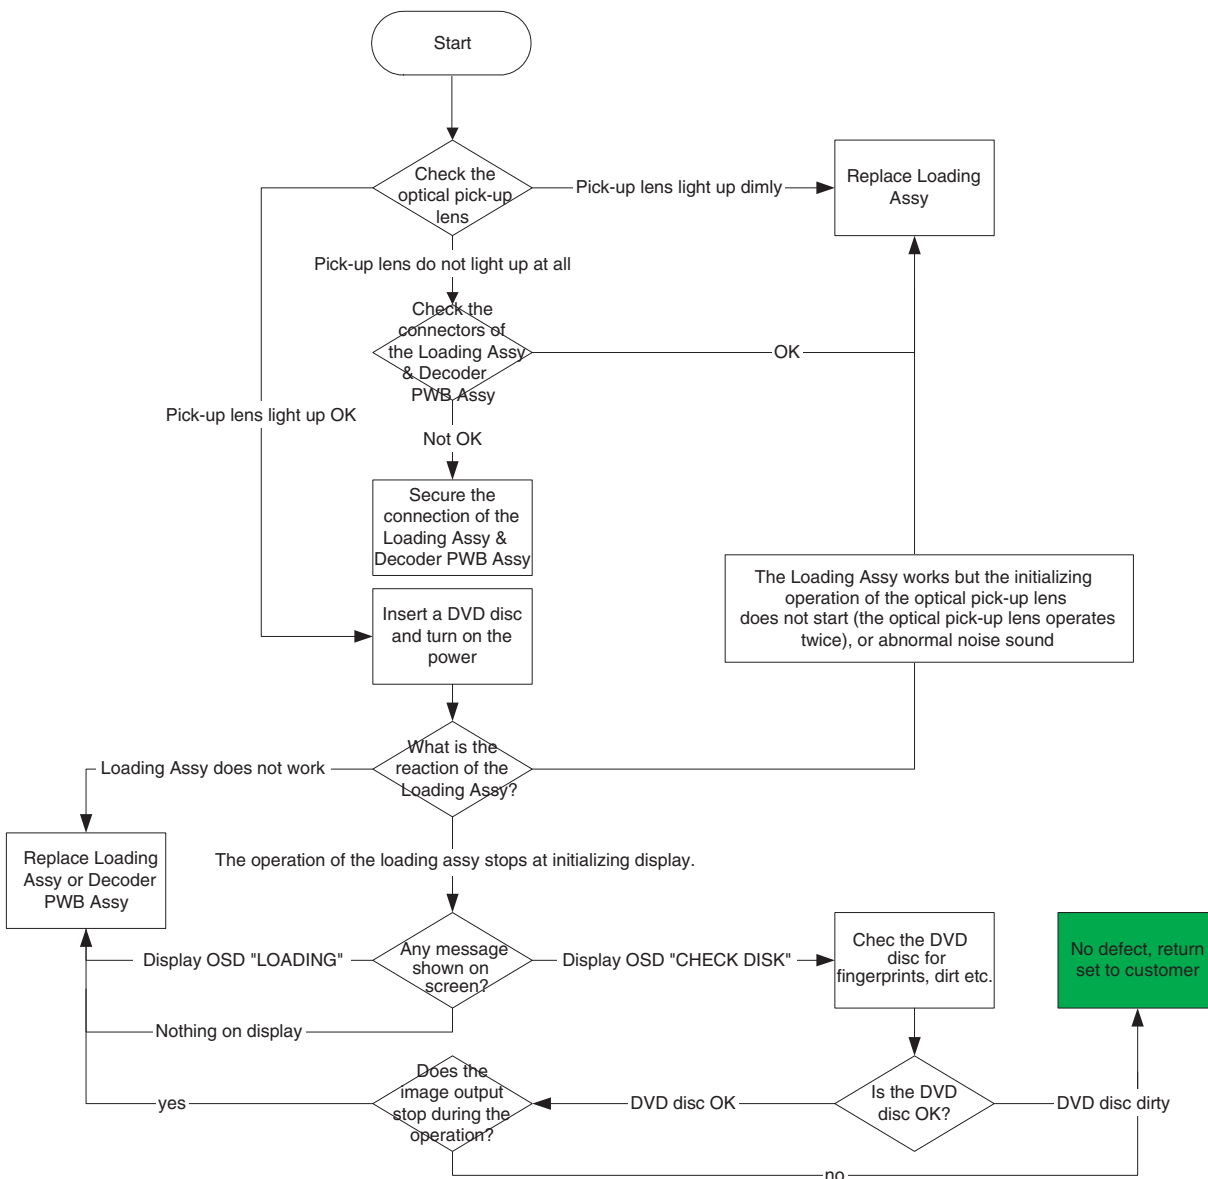 Start
Check the
optical pick-up
lens
Pick-up lens light up dimly
Replace Loading
Assy
Pick-up lens do not light up at all
Check the
connectors of
the Loading Assy
& Decoder
PWB Assy
OK
Pick-up lens light up OK
Not OK
Secure the
connection of the
Loading Assy &
Decoder PWB Assy
The Loading Assy works but the initializing
operation of the optical pick-up lens
does not start (the optical pick-up lens operates
twice), or abnormal noise sound
Insert a DVD disc
and turn on the
power
What is the
reaction of the
Loading Assy?
Loading Assy does not work
Replace Loading
Assy or Decoder
PWB Assy
The operation of the loading assy stops at initializing display.
Display OSD "LOADING"
Any message
shown on
screen?
Display OSD "CHECK DISK"
Chec the DVD
disc for
fingerprints, dirt etc.
No defect, return
set to customer
Nothing on display
Does the
image output
stop during the
operation?
yes
DVD disc OK
Is the DVD
disc OK?
DVD disc dirty
no